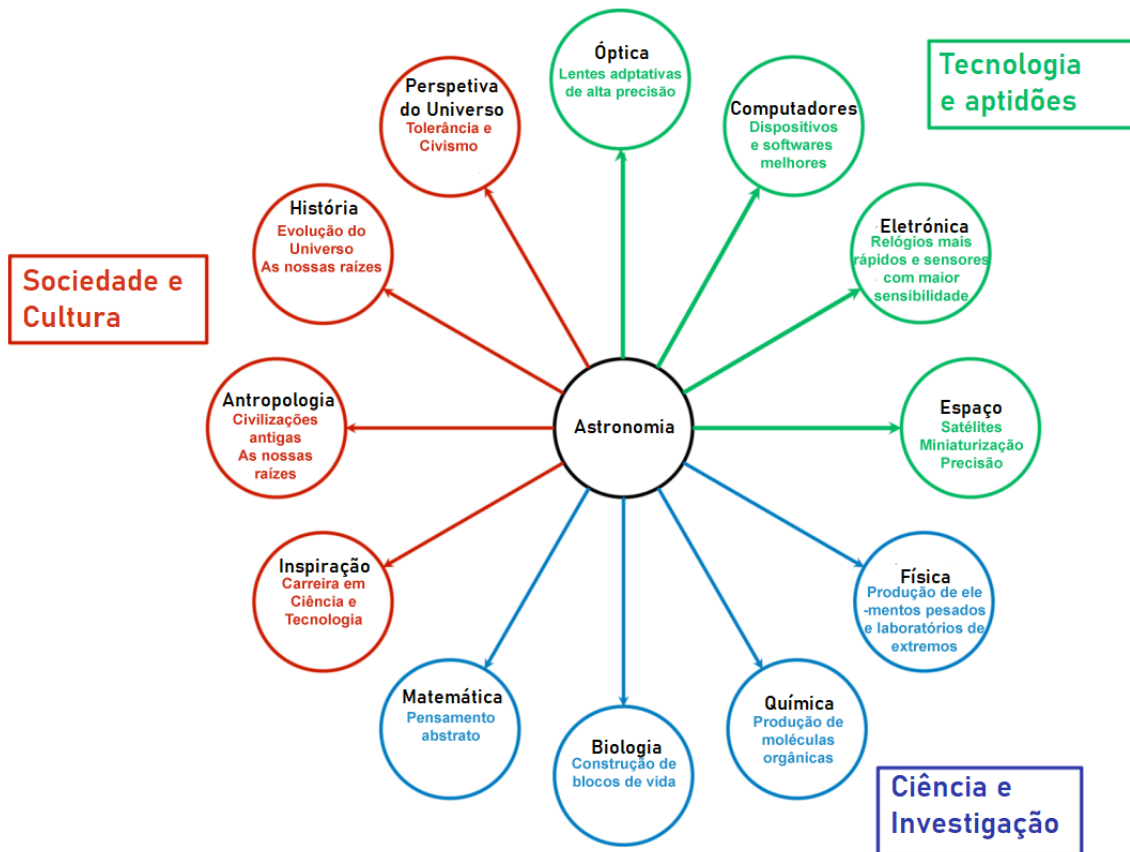 Óptica
Lentes adptativas
de alta precisão
Tecnologia
e aptidões
Perspetiva
do Universo
Tolerância e
Civismo
Computadores
Dispositivos
e softwares
melhores
História
Evolução do
Universo
As nossas raízes
Eletrónica
Relógios mais
rápidos e sensores
com maior
sensibilidade
Sociedade e
Cultura
Antropologia
Civilizações
antigas
As nossas
raízes
Astronomia
Espaço
Satélites
Miniaturização
Precisão
Inspiração
Carreira em
Ciência e
Tecnologia
Física
Produção de ele
-mentos pesados
e laboratórios de
extremos
Matemática
Pensamento
abstrato
Biologia
Construção de
blocos de vida
Química
Produção de
moléculas
orgânicas
Ciência e
Investigação